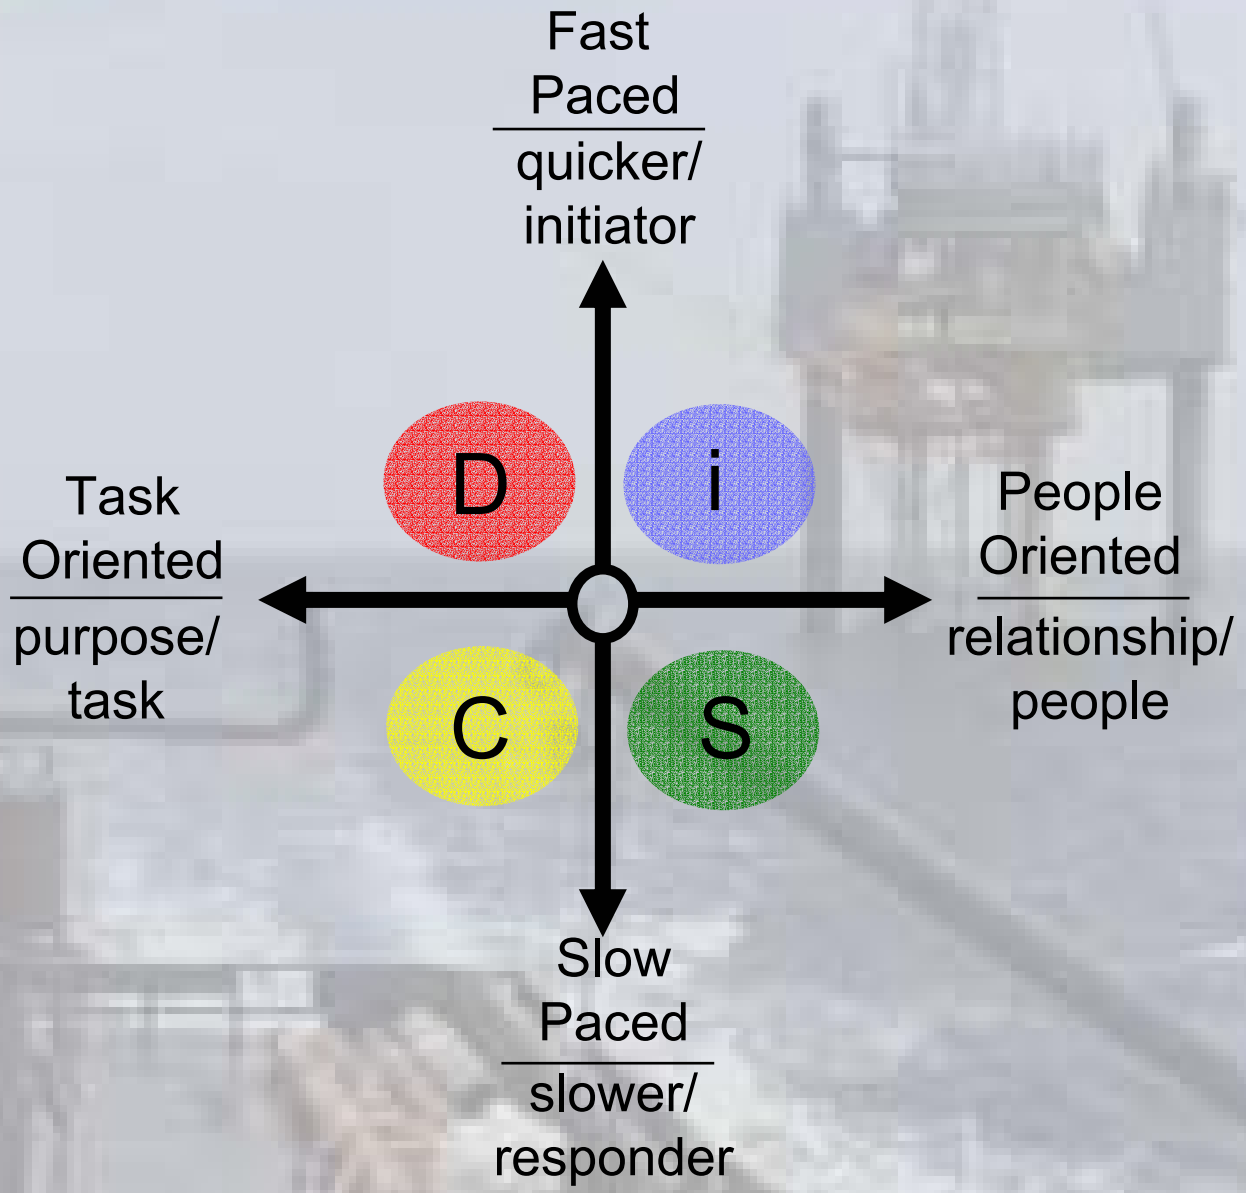 Fast
Paced
quicker/
initiator
D
i
Task
Oriented
purpose/
task
People
Oriented
relationship/
people
C
S
Slow
Paced
slower/
responder